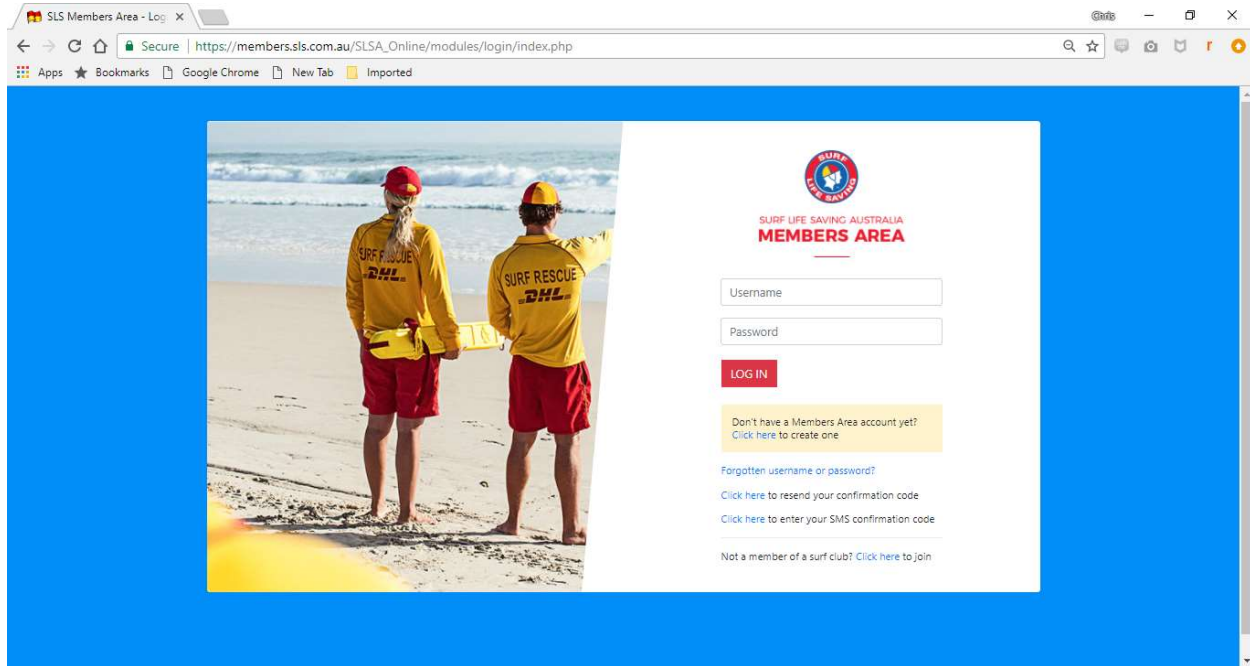 SLS Members Area - Log
Chris
Secure | https://members.sls.com.au/SLSA_Online/modules/login/index.php
Apps Bookmarks Google Chrome New Tab Imported
SURF
LIFE SAVING
SURF LIFE SAVING AUSTRALIA
MEMBERS AREA
SURF RESCUE
DHL
SURF RESCUE
DHL
Username
Password
LOG IN
Don't have a Members Area account yet?
Click here to create one
Forgotten username or password?
Click here to resend your confirmation code
Click here to enter your SMS confirmation code
Not a member of a surf club? Click here to join